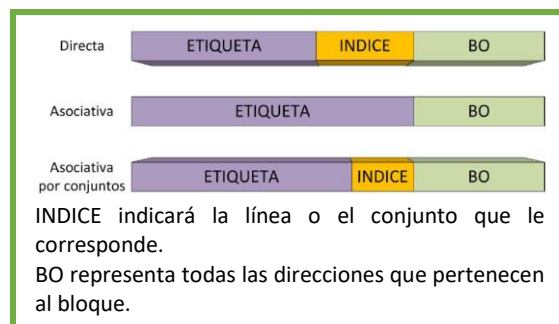 Directa ETIQUETA INDICE BO
Asociativa ETIQUETA BO
Asociativa
por conjuntos ETIQUETA INDICE BO
INDICE indicará la línea o el conjunto que le
corresponde.
BO representa todas las direcciones que pertenecen
al bloque.